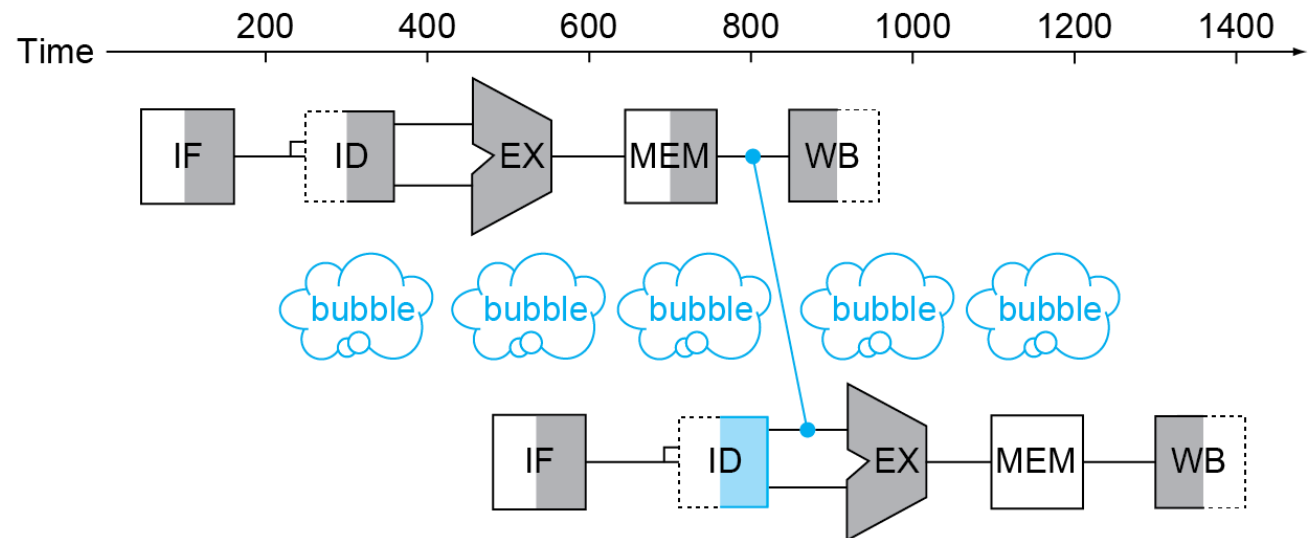 200 400 600 800 1000 1200 1400
Time
IF ID EX MEM WB
bubble bubble bubble bubble bubble
IF ID EX MEM WB